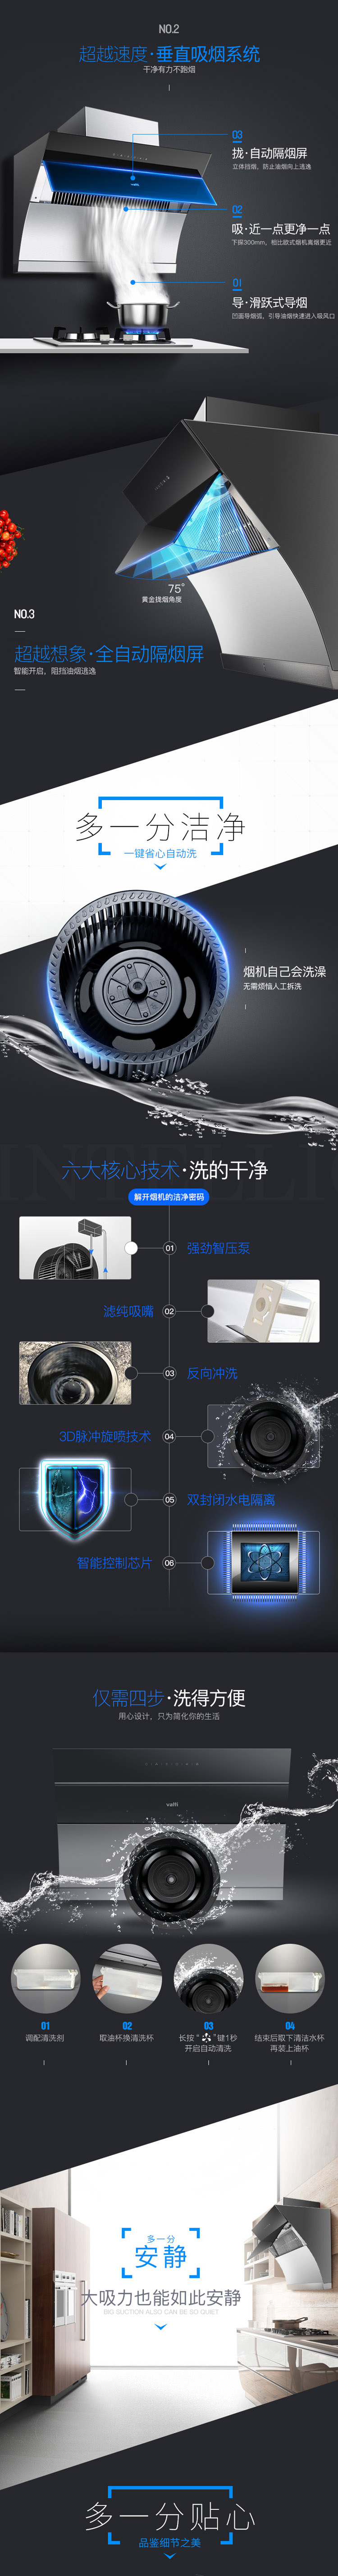 NO.2
超越速度·垂直吸烟系统
干净有力不跑烟
03
拢·自动隔烟屏
立体挡烟，防止油烟向上逃逸
02
吸·近一点更净一点
下探300mm，相比欧式烟机离烟更近
01
导·滑跃式导烟
凹面导烟弧，引导油烟快速进入吸风口
75°
黄金拢烟角度
NO.3
超越想象·全自动隔烟屏
智能开启，阻挡油烟逃逸
多一分洁净
一键省心自动洗
烟机自己会洗澡
无需烦恼人工拆洗
六大核心技术·洗的干净
解开烟机的洁净密码
01 强劲智压泵
滤纯吸嘴 02
03 反向冲洗
3D脉冲旋喷技术 04
05 双封闭水电隔离
智能控制芯片 06
仅需四步·洗得方便
用心设计，只为简化你的生活
vatti
01
调配清洗剂
02
取油杯换清洗杯
03
长按“ ”键1秒
开启自动清洗
04
结束后取下清洁水杯
再装上油杯
多一分
安静
大吸力也能如此安静
BIG SUCTION ALSO CAN BE SO QUIET
多一分贴心
品鉴细节之美